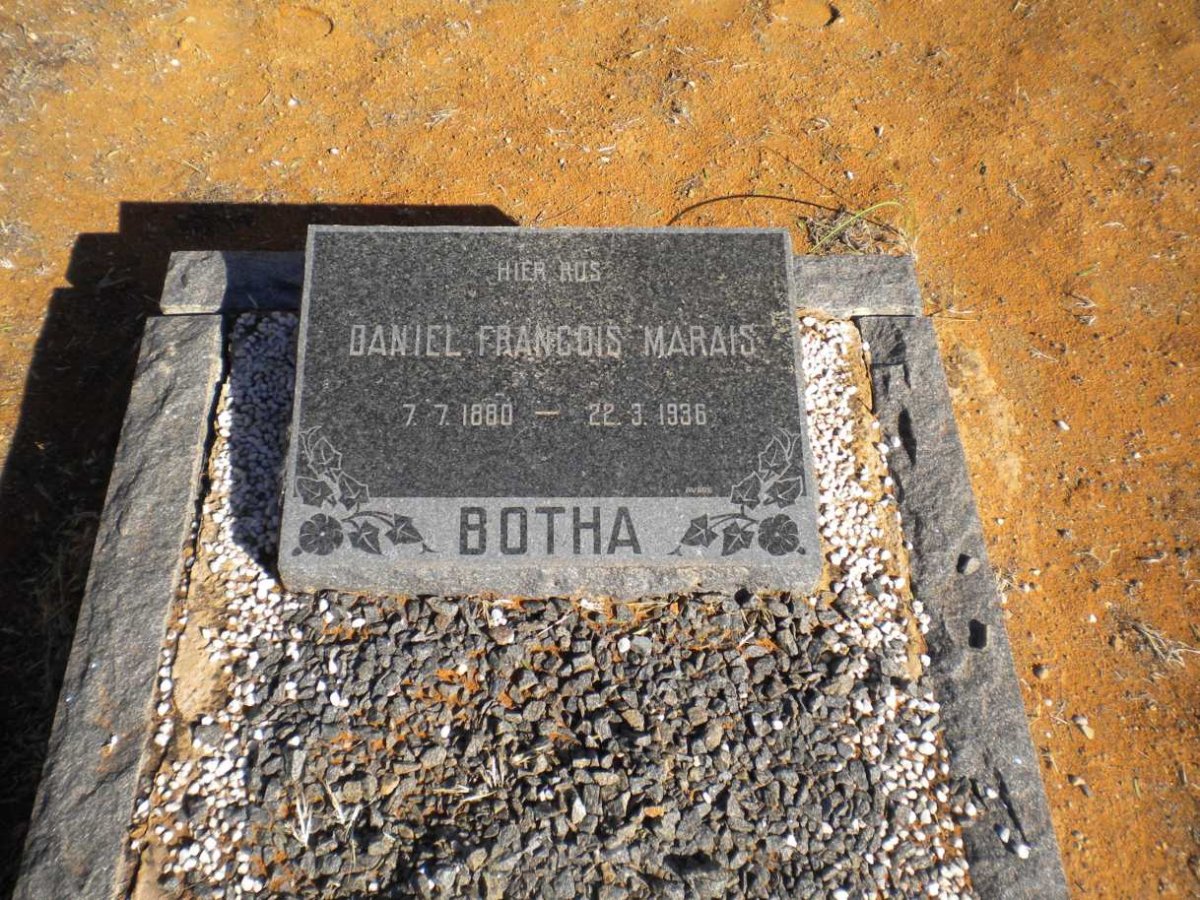 HIER RUS
DANIEL FRANCOIS MARAIS
7. 7. 1880 — 22. 3. 1936
BOTHA